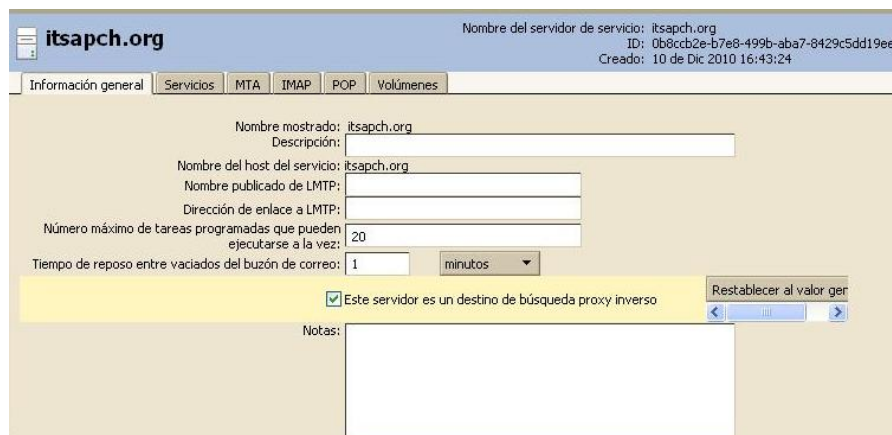 itsapch.org
Nombre del servidor de servicio: itsapch.org
ID: 0b8ccb2e-b7e8-499b-aba7-8429c5dd19ee
Creado: 10 de Dic 2010 16:43:24
Información general Servicios MTA IMAP POP Volúmenes
Nombre mostrado: itsapch.org
Descripción:
Nombre del host del servicio: itsapch.org
Nombre publicado de LMTP:
Dirección de enlace a LMTP:
Número máximo de tareas programadas que pueden
ejecutarse a la vez: 20
Tiempo de reposo entre vaciados del buzón de correo: 1 minutos
Este servidor es un destino de búsqueda proxy inverso
Restablecer al valor ger
Notas: